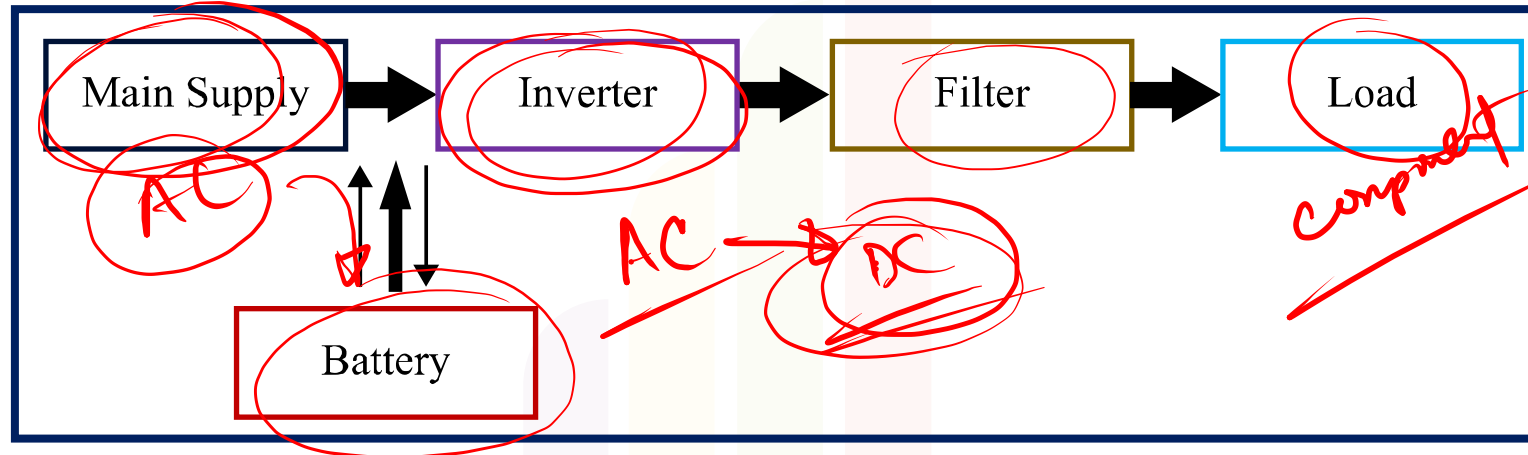 Main Supply Inverter Filter Load
AC
AC → DC
Battery